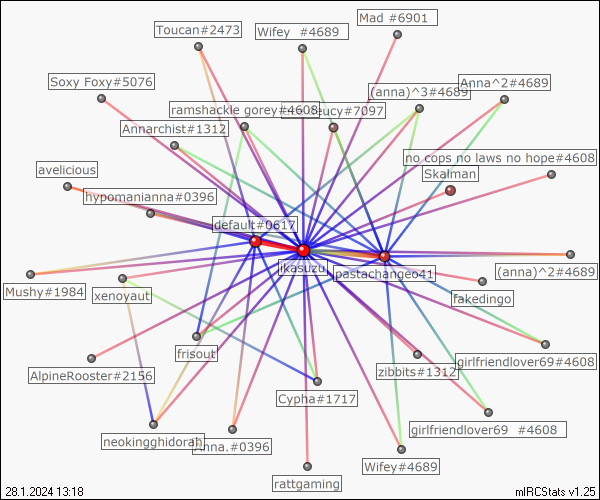 Mad #6901
Toucan#2473
Wifey  #4689
Soxy Foxy#5076
(anna)^3#4689
Anna^2#4689
ramshackle gorey#4608
eucy#7097
Annarchist#1312
no cops no laws no hope#4608
avelicious
Skalman
hypomanianna#0396
default#0617
ikasuzu
pastachangeo41
(anna)^2#4689
Mushy#1984
xenoyaut
fakedingo
frisout
girlfriendlover69#4608
AlpineRooster#2156
zibbits#1312
Cypha#1717
girlfriendlover69  #4608
neokingghidorah
Anna.#0396
Wifey#4689
rattgaming
28.1.2024 13:18
mIRCStats v1.25